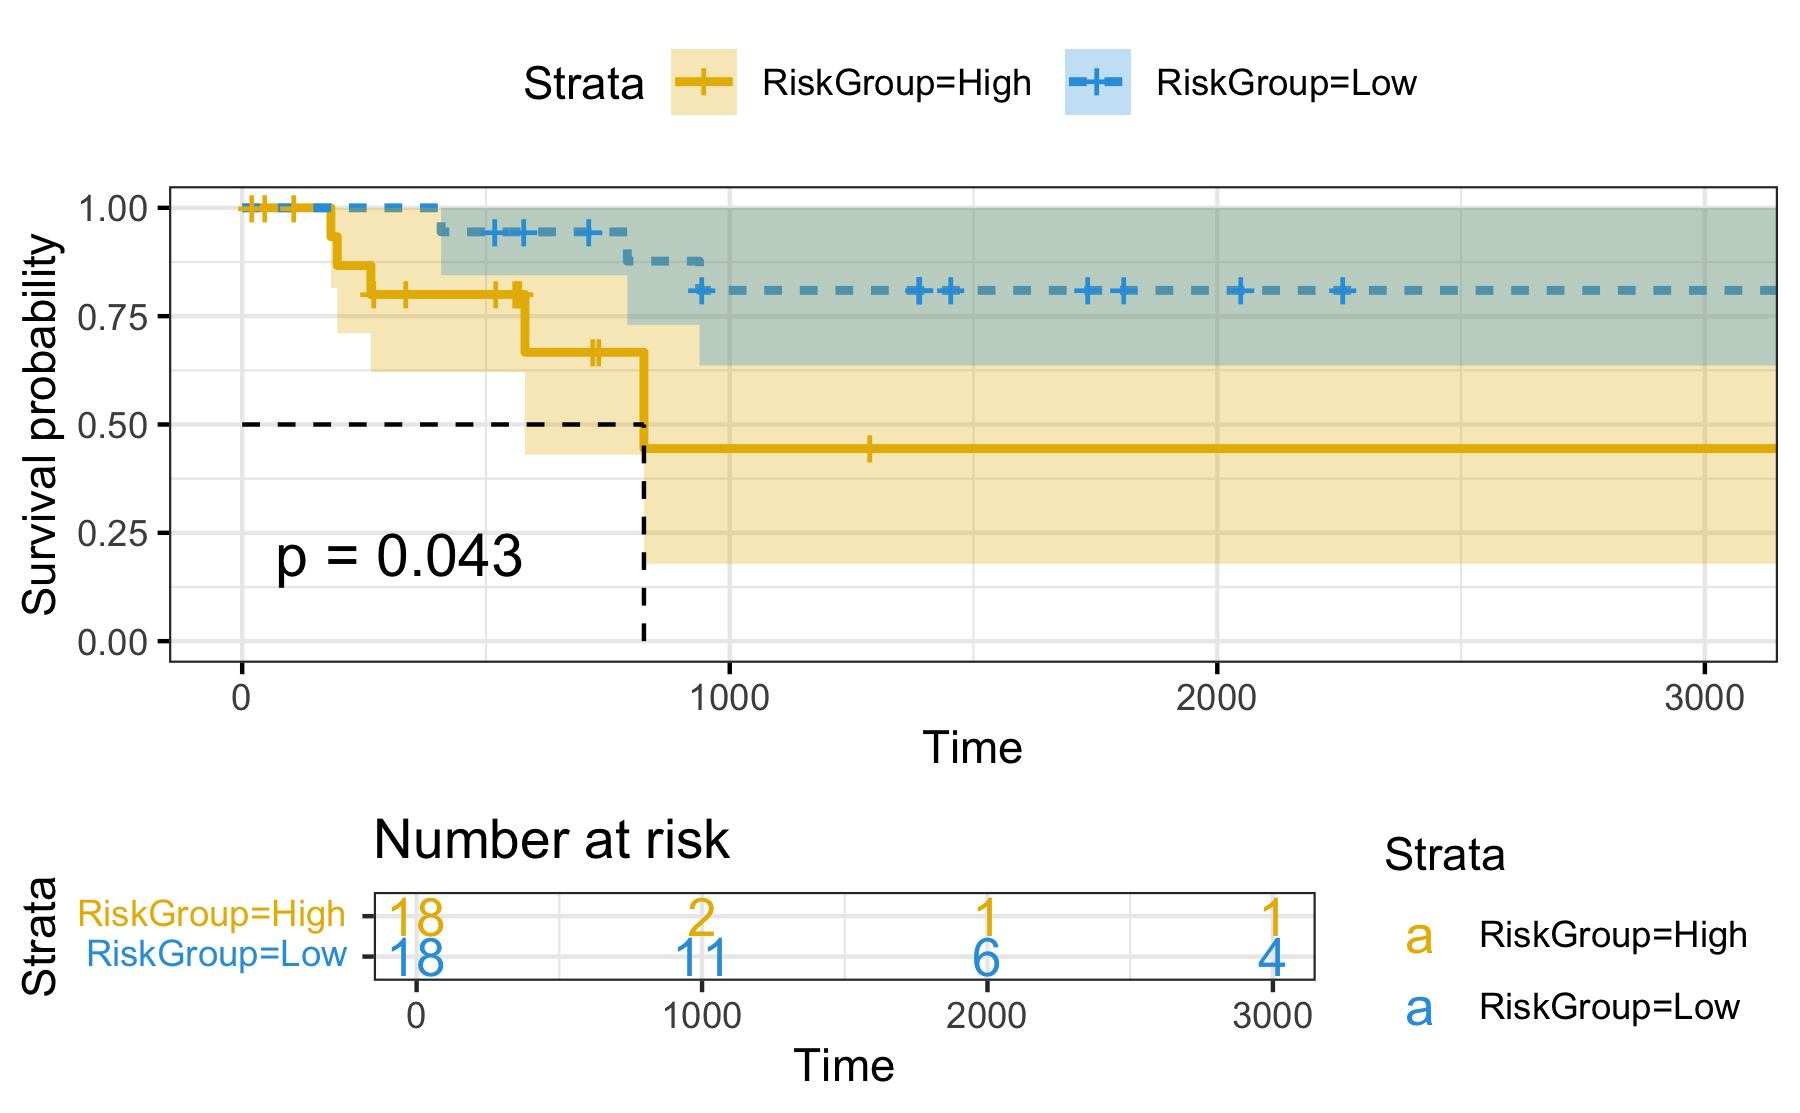 Strata RiskGroup=High RiskGroup=Low
Survival probability
1.00
0.75
0.50
0.25
0.00
p = 0.043
0 1000 2000 3000
Time
Number at risk
Strata
RiskGroup=High 18 2 1 1
RiskGroup=Low 18 11 6 4
0 1000 2000 3000
Time
Strata
a RiskGroup=High
a RiskGroup=Low